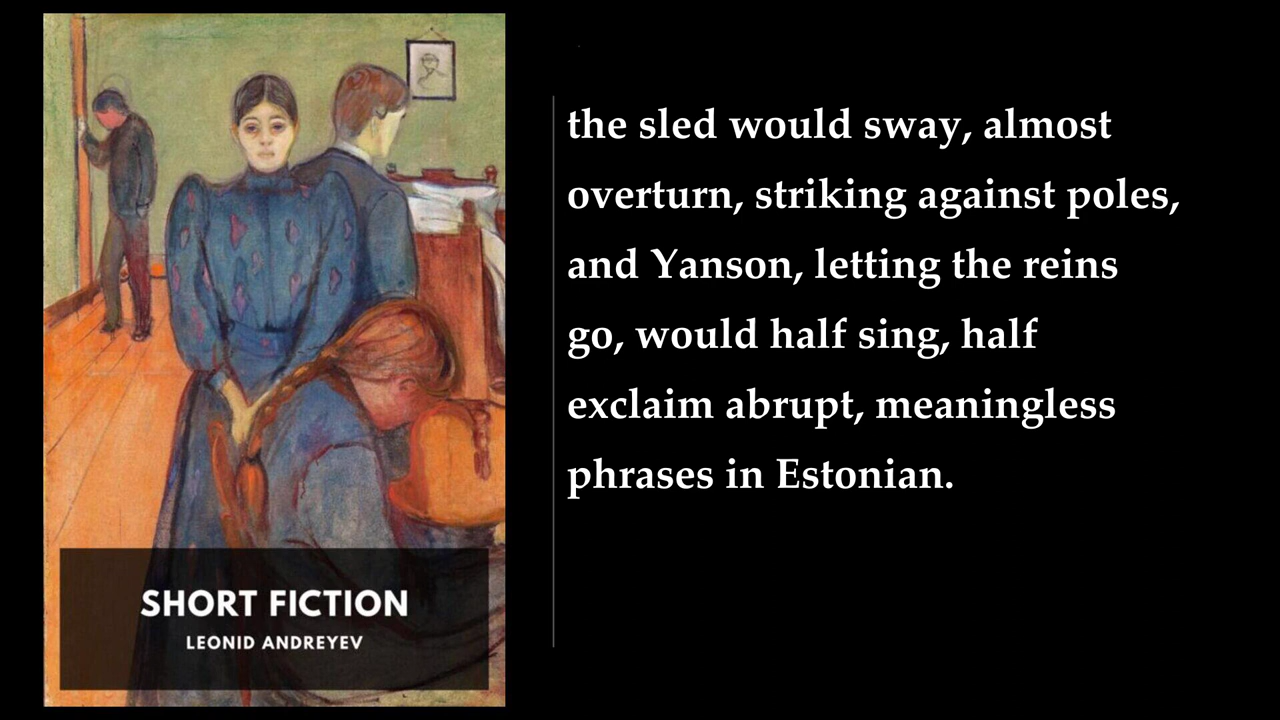 the sled would sway, almost
overturn, striking against poles,
and Yanson, letting the reins
go, would half sing, half
exclaim abrupt, meaningless
phrases in Estonian.
SHORT FICTION
LEONID ANDREYEV